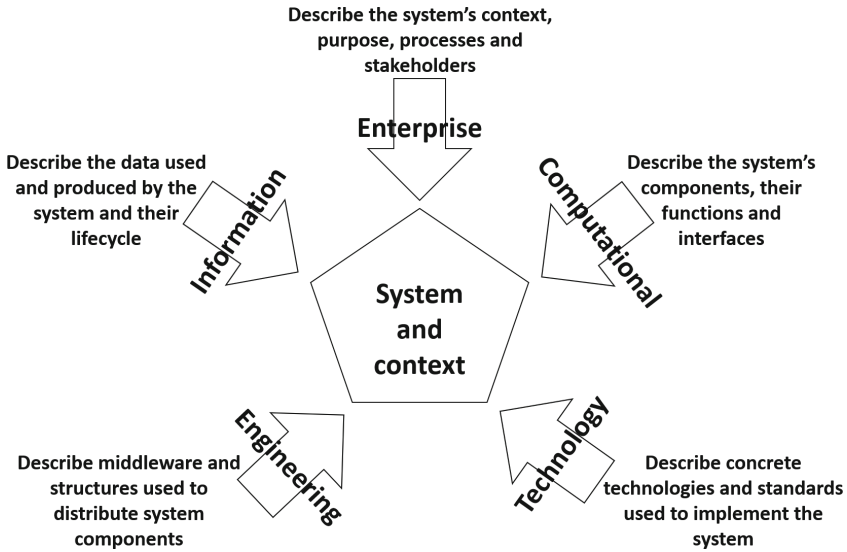 Describe the system's context,
purpose, processes and
stakeholders
Enterprise
Describe the data used
and produced by the
system and their
lifecycle
Information
Computational
Describe the system's
components, their
functions and
interfaces
System
and
context
Engineering
Describe middleware and
structures used to
distribute system
components
Technology
Describe concrete
technologies and standards
used to implement the
system